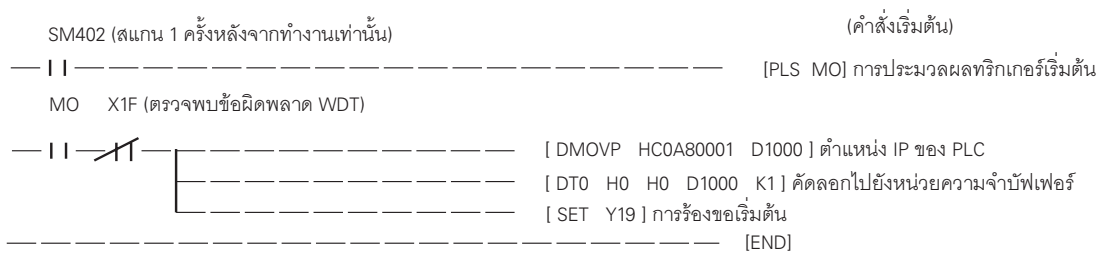 SM402 (สแกน 1 ครั้งหลังจากทำงานเท่านั้น)
(คำสั่งเริ่มต้น)
[PLS MO] การประมวลผลทริกเกอร์เริ่มต้น
MO X1F (ตรวจพบข้อผิดพลาด WDT)
[ DMOVP HC0A80001 D1000 ] ตำแหน่ง IP ของ PLC
[ DT0 H0 H0 D1000 K1 ] คัดลอกไปยังหน่วยความจำบัฟเฟอร์
[ SET Y19 ] การร้องขอเริ่มต้น
[END]